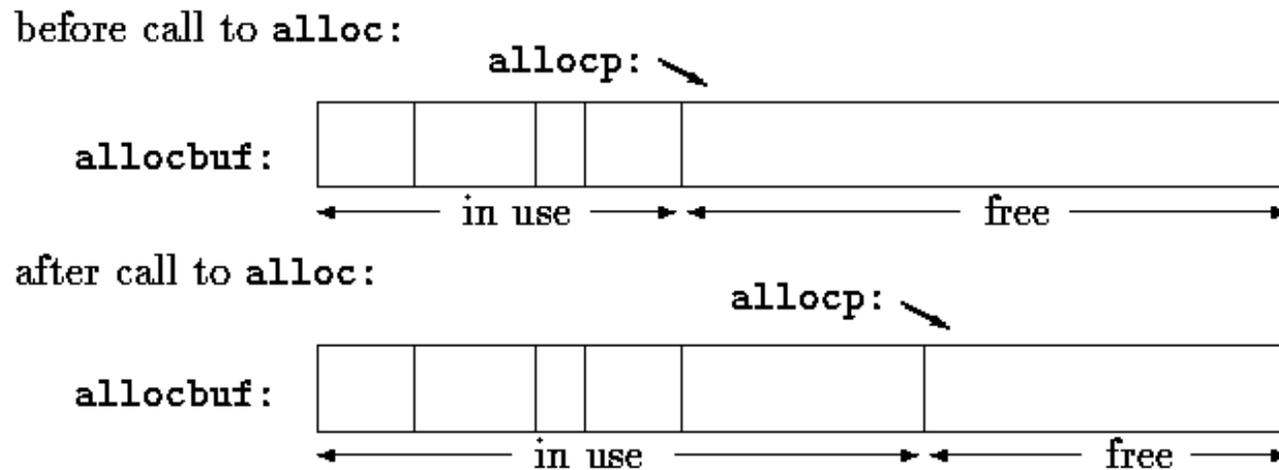 before call to alloc:
allocp:
allocbuf:
in use free
after call to alloc:
allocp:
allocbuf:
in use free